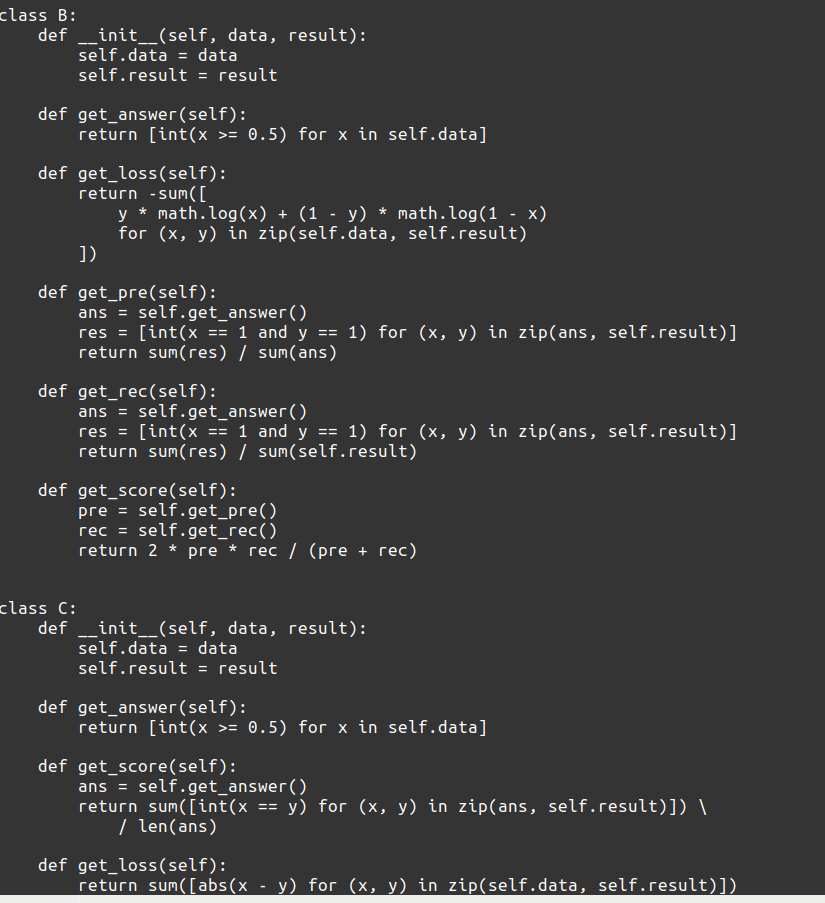 class B:
    def __init__(self, data, result):
        self.data = data
        self.result = result

    def get_answer(self):
        return [int(x >= 0.5) for x in self.data]

    def get_loss(self):
        return -sum([
            y * math.log(x) + (1 - y) * math.log(1 - x)
            for (x, y) in zip(self.data, self.result)
        ])

    def get_pre(self):
        ans = self.get_answer()
        res = [int(x == 1 and y == 1) for (x, y) in zip(ans, self.result)]
        return sum(res) / sum(ans)

    def get_rec(self):
        ans = self.get_answer()
        res = [int(x == 1 and y == 1) for (x, y) in zip(ans, self.result)]
        return sum(res) / sum(self.result)

    def get_score(self):
        pre = self.get_pre()
        rec = self.get_rec()
        return 2 * pre * rec / (pre + rec)


class C:
    def __init__(self, data, result):
        self.data = data
        self.result = result

    def get_answer(self):
        return [int(x >= 0.5) for x in self.data]

    def get_score(self):
        ans = self.get_answer()
        return sum([int(x == y) for (x, y) in zip(ans, self.result)]) \
            / len(ans)

    def get_loss(self):
        return sum([abs(x - y) for (x, y) in zip(self.data, self.result)])